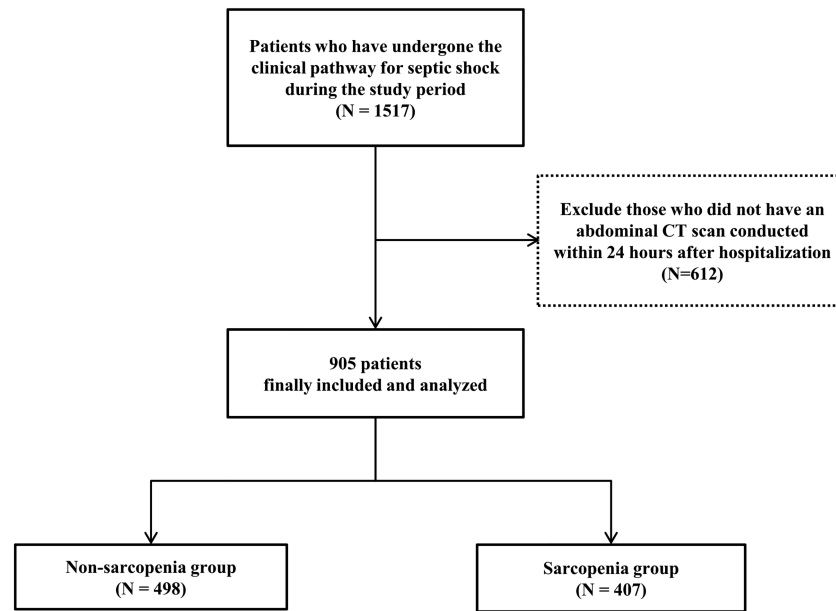 Patients who have undergone the
clinical pathway for septic shock
during the study period
(N = 1517)
Exclude those who did not have an
abdominal CT scan conducted
within 24 hours after hospitalization
(N=612)
905 patients
finally included and analyzed
Non-sarcopenia group
(N = 498)
Sarcopenia group
(N = 407)